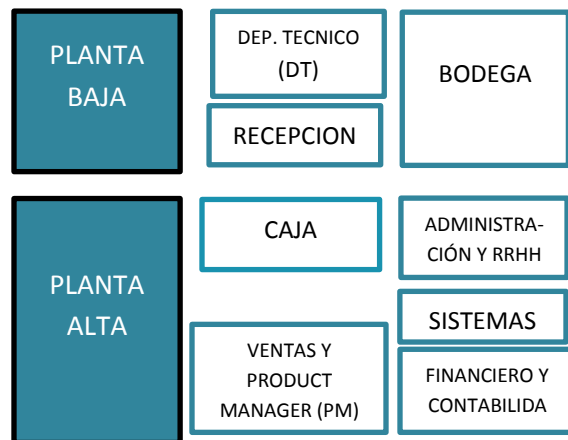 PLANTA
BAJA
DEP. TECNICO
(DT)
RECEPCION
BODEGA
PLANTA
ALTA
CAJA
VENTAS Y
PRODUCT
MANAGER (PM)
ADMINISTRA-
CIÓN Y RRHH
SISTEMAS
FINANCIERO Y
CONTABILIDA